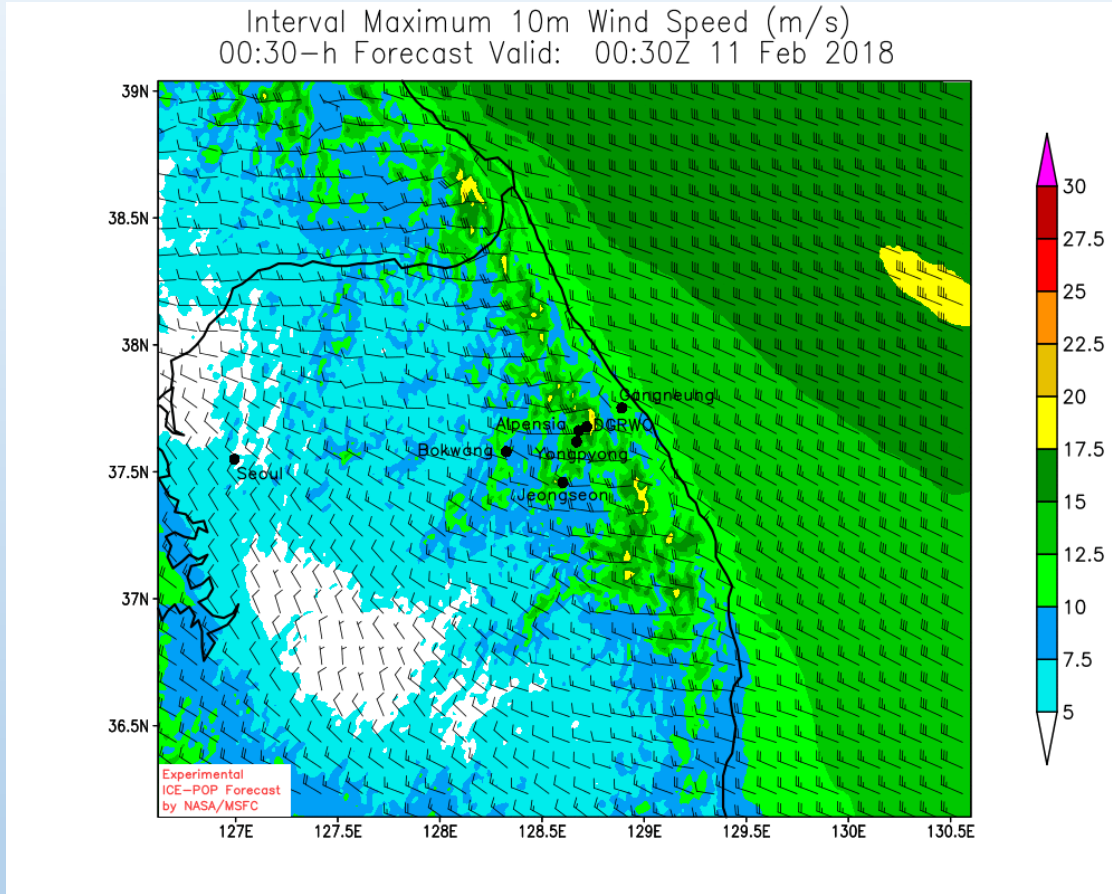 Interval Maximum 10m Wind Speed (m/s)
00:30-h Forecast Valid: 00:30Z 11 Feb 2018
39N
38.5N
38N
37.5N
37N
36.5N
Gangneung
Alpensia
DGRWO
Bokwang
Yongpyong
Seoul
Jeongseon
Experimental
ICE-POP Forecast
by NASA/MSFC
127E
127.5E
128E
128.5E
129E
129.5E
130E
130.5E
30
27.5
25
22.5
20
17.5
15
12.5
10
7.5
5